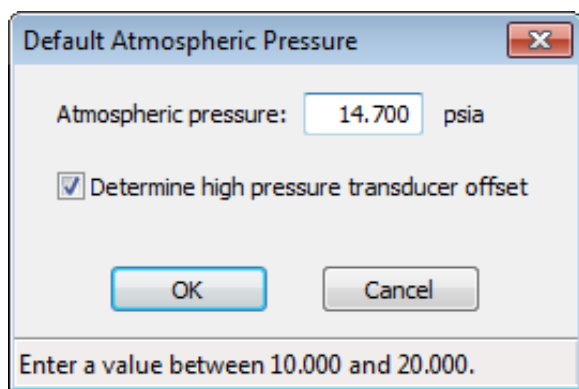 Default Atmospheric Pressure
Atmospheric pressure: 14.700 psia
Determine high pressure transducer offset
OK Cancel
Enter a value between 10.000 and 20.000.